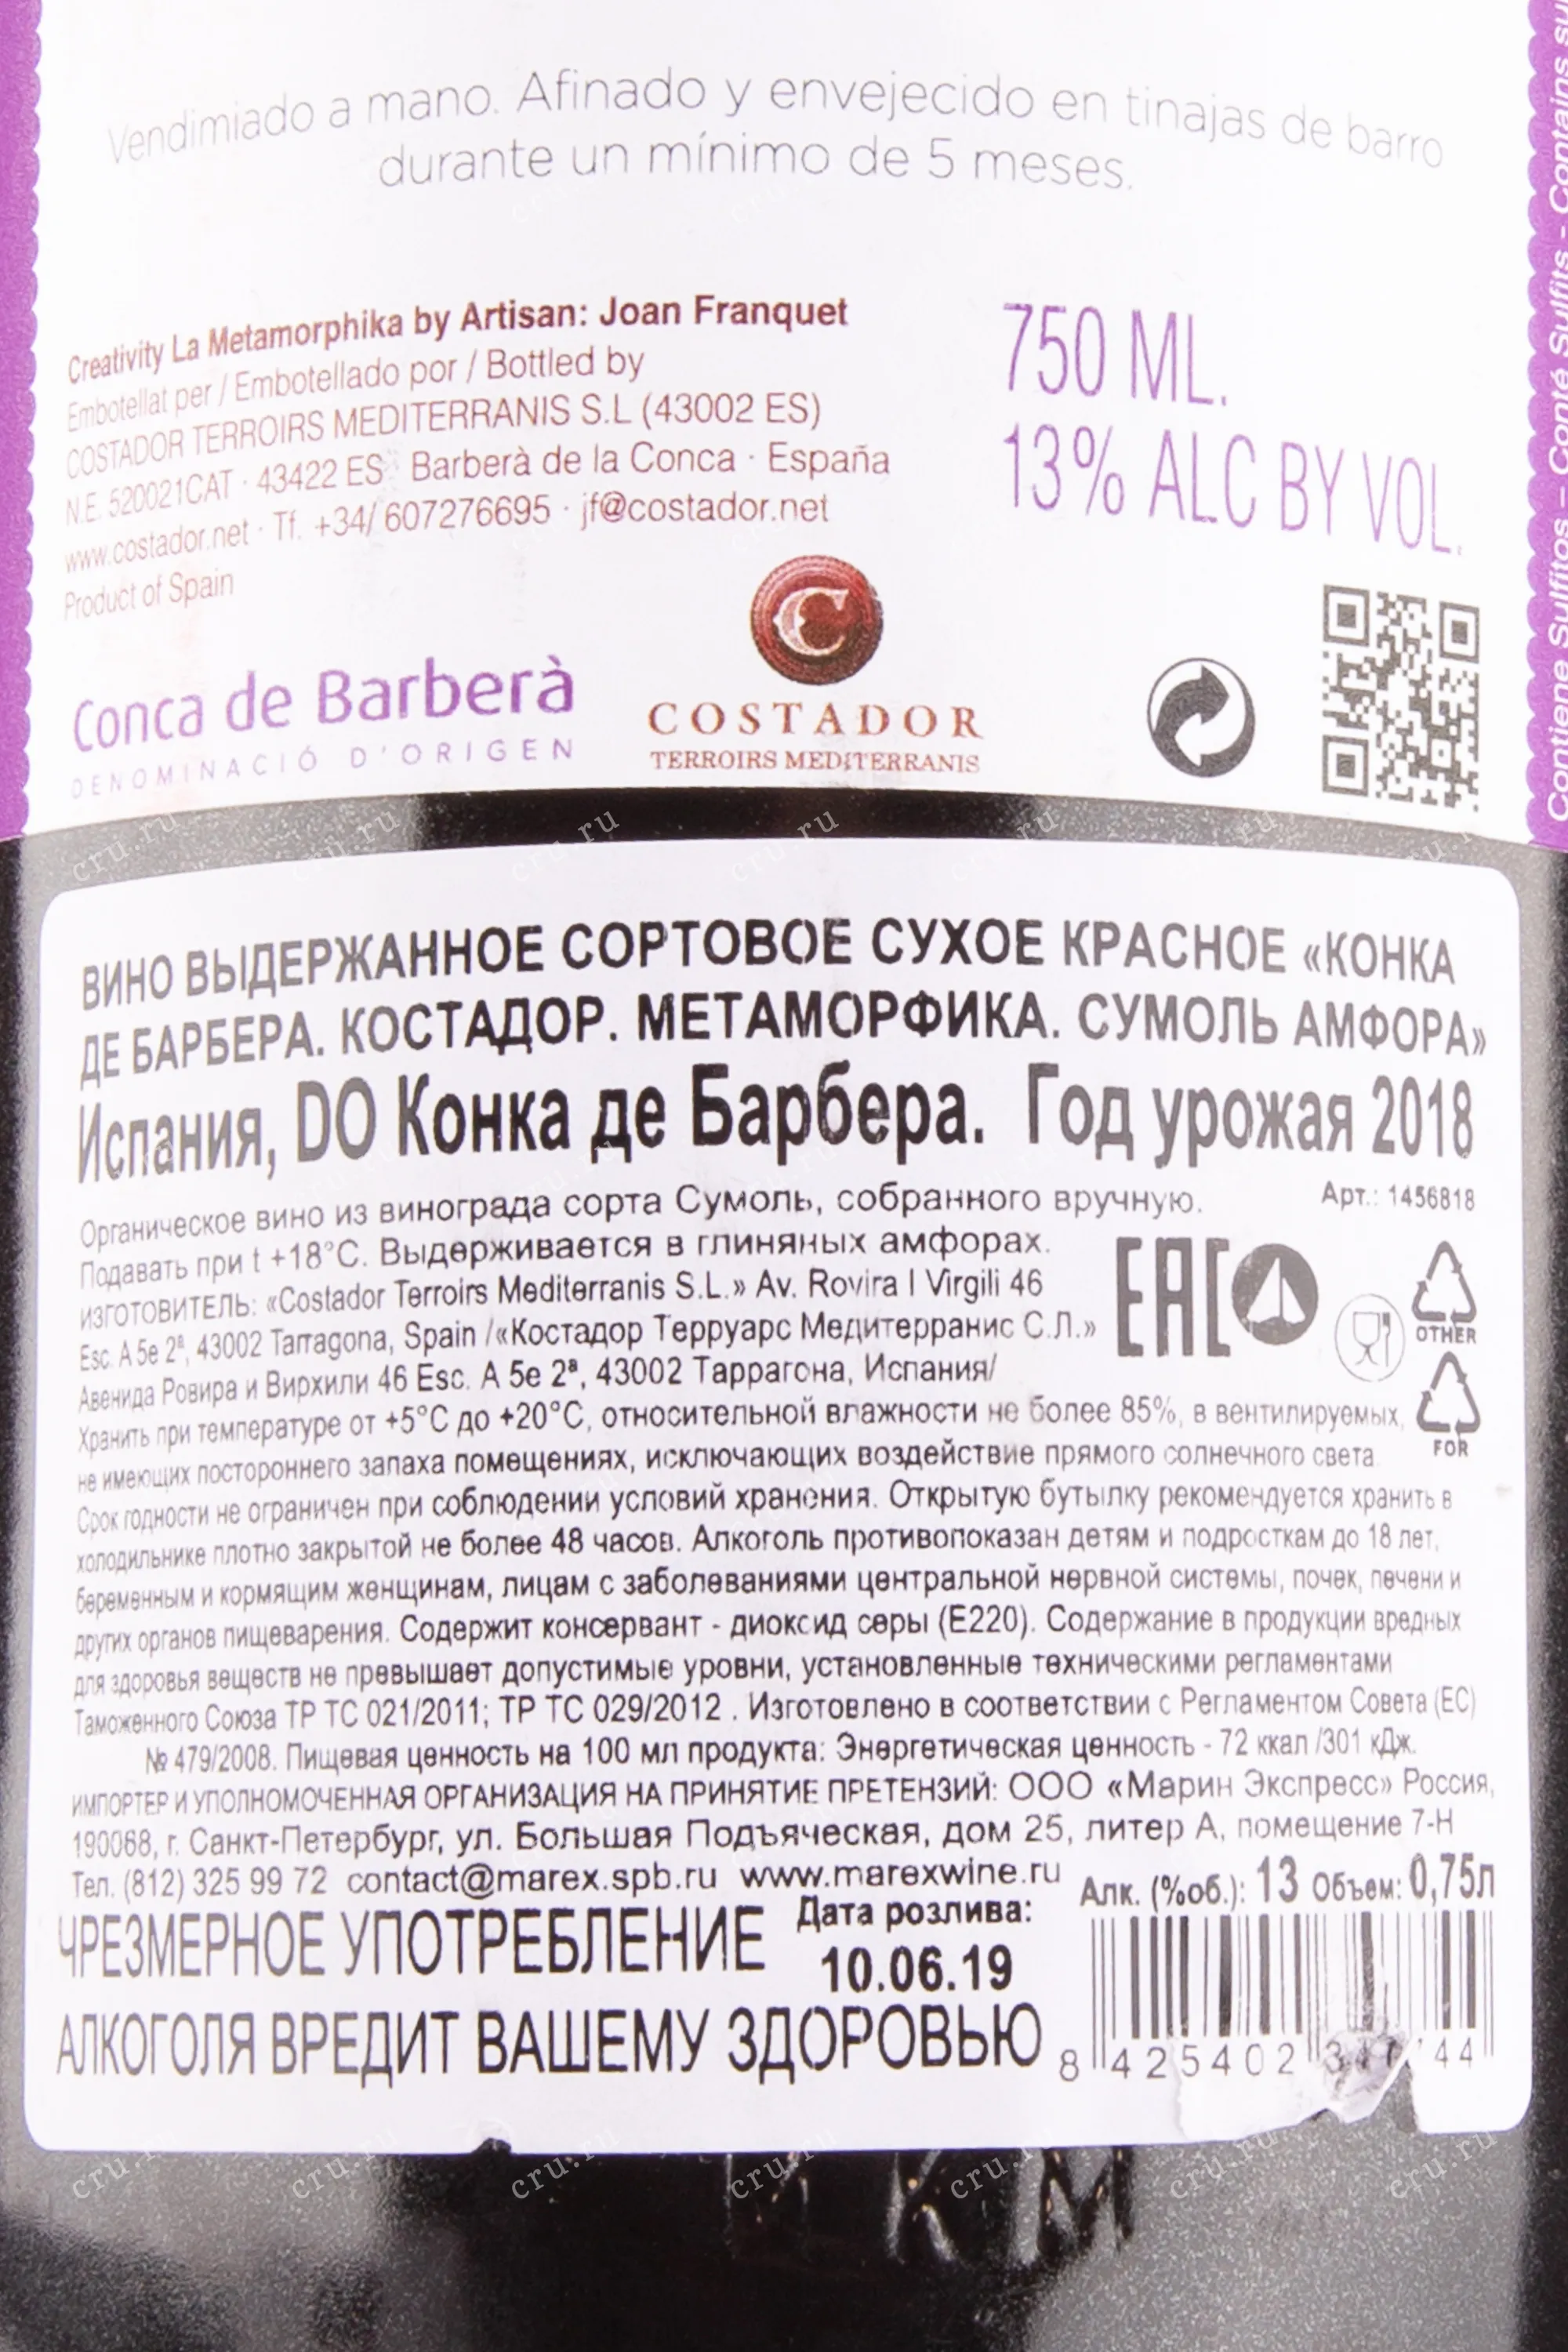 Vendimiado a mano. Afinado y envejecido en tinajas de barro
durante un mínimo de 5 meses.
Creativity La Metamorphika by Artisan: Joan Franquet
Embotellat per / Embotellado por / Bottled by
COSTADOR TERROIRS MEDITERRANIS S.L (43002 ES)
N.E. 520021CAT · 43422 ES · Barberà de la Conca · España
www.costador.net · Tf. +34/ 607276695 · jf@costador.net
Product of Spain
750 ML.
13% ALC BY VOL.
Conca de Barberà
DENOMINACIÓ D'ORIGEN
C
COSTADOR
TERROIRS MEDITERRANIS
Contiene Sulfitos – Conté Sulfits - Contains
ВИНО ВЫДЕРЖАННОЕ СОРТОВОЕ СУХОЕ КРАСНОЕ «КОНКА
ДЕ БАРБЕРА. КОСТАДОР. МЕТАМОРФИКА. СУМОЛЬ АМФОРА»
Испания, DO Конка де Барбера. Год урожая 2018
Органическое вино из винограда сорта Сумоль, собранного вручную.
Арт.: 1456818
Подавать при t +18°С. Выдерживается в глиняных амфорах.
ИЗГОТОВИТЕЛЬ: «Costador Terroirs Mediterranis S.L.» Av. Rovira I Virgili 46
Esc. A 5e 2ª, 43002 Tarragona, Spain /«Костадор Терруарс Медитерранис С.Л.»
Авенида Ровира и Вирхили 46 Esc. A 5e 2ª, 43002 Таррагона, Испания/
EAC
OTHER
FOR
Хранить при температуре от +5°С до +20°С, относительной влажности не более 85%, в вентилируемых,
не имеющих постороннего запаха помещениях, исключающих воздействие прямого солнечного света
Срок годности не ограничен при соблюдении условий хранения. Открытую бутылку рекомендуется хранить в
холодильнике плотно закрытой не более 48 часов. Алкоголь противопоказан детям и подросткам до 18 лет,
беременным и кормящим женщинам, лицам с заболеваниями центральной нервной системы, почек, печени и
других органов пищеварения. Содержит консервант - диоксид серы (Е220). Содержание в продукции вредных
для здоровья веществ не превышает допустимые уровни, установленные техническими регламентами
Таможенного Союза ТР ТС 021/2011; ТР ТС 029/2012 . Изготовлено в соответствии с Регламентом Совета (ЕС)
№ 479/2008. Пищевая ценность на 100 мл продукта: Энергетическая ценность - 72 ккал /301 кДж.
ИМПОРТЕР И УПОЛНОМОЧЕННАЯ ОРГАНИЗАЦИЯ НА ПРИНЯТИЕ ПРЕТЕНЗИЙ: ООО «Марин Экспресс» Россия,
190068, г. Санкт-Петербург, ул. Большая Подъяческая, дом 25, литер А, помещение 7-Н
Тел. (812) 325 99 72 contact@marex.spb.ru www.marexwine.ru
Алк. (%об.): 13 Объем: 0,75л
ЧРЕЗМЕРНОЕ УПОТРЕБЛЕНИЕ
АЛКОГОЛЯ ВРЕДИТ ВАШЕМУ ЗДОРОВЬЮ
Дата розлива:
10.06.19
8 425402 44
cru.ru